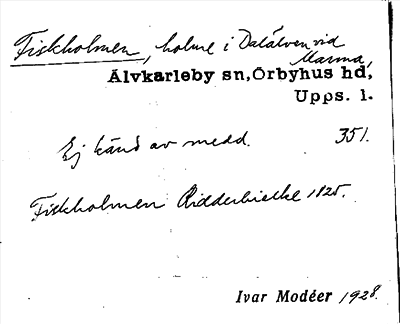 Fiskholmen, holme i Dalälven vid
Marma,
Älvkarleby sn, Örbyhus hd,
Upps. l.
Ej känd av medd. 351.
Fiskholmen Ridderbielke 1825.
Ivar Modéer 1928.